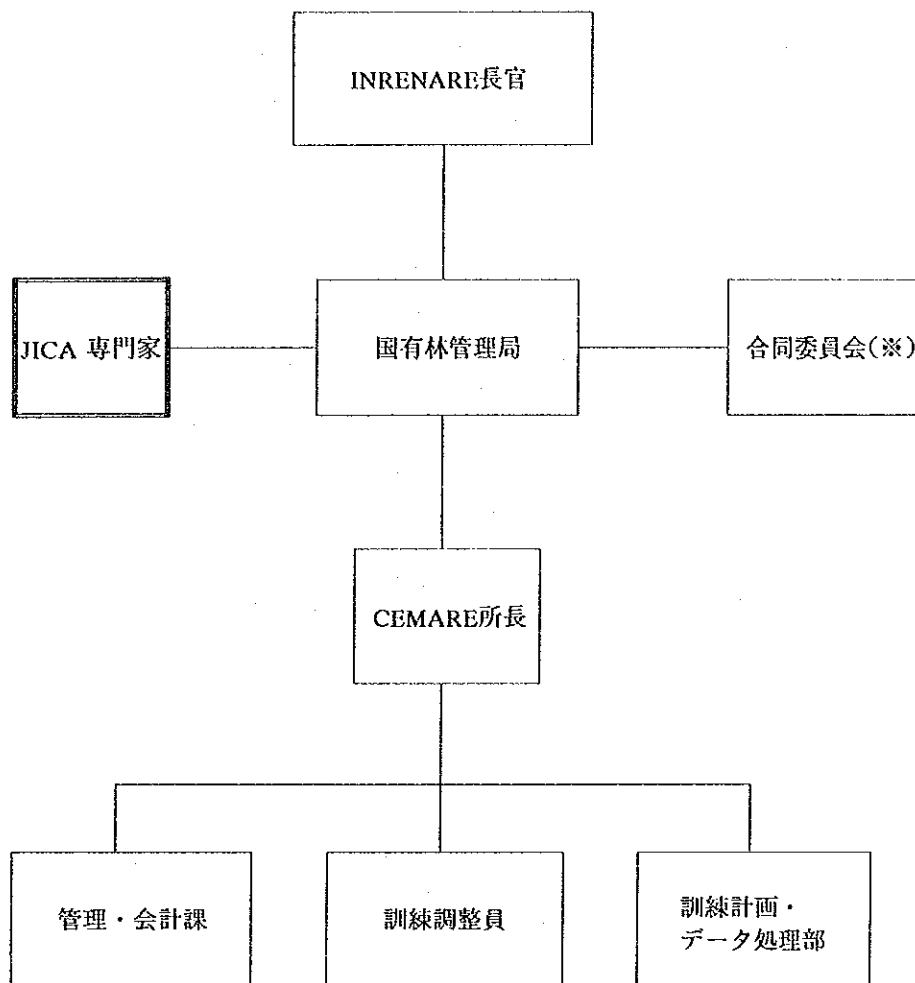 INRENARE長官
JICA 専門家
国有林管理局
合同委員会(※)
CEMARE所長
管理・会計課
訓練調整員
訓練計画・
データ処理部